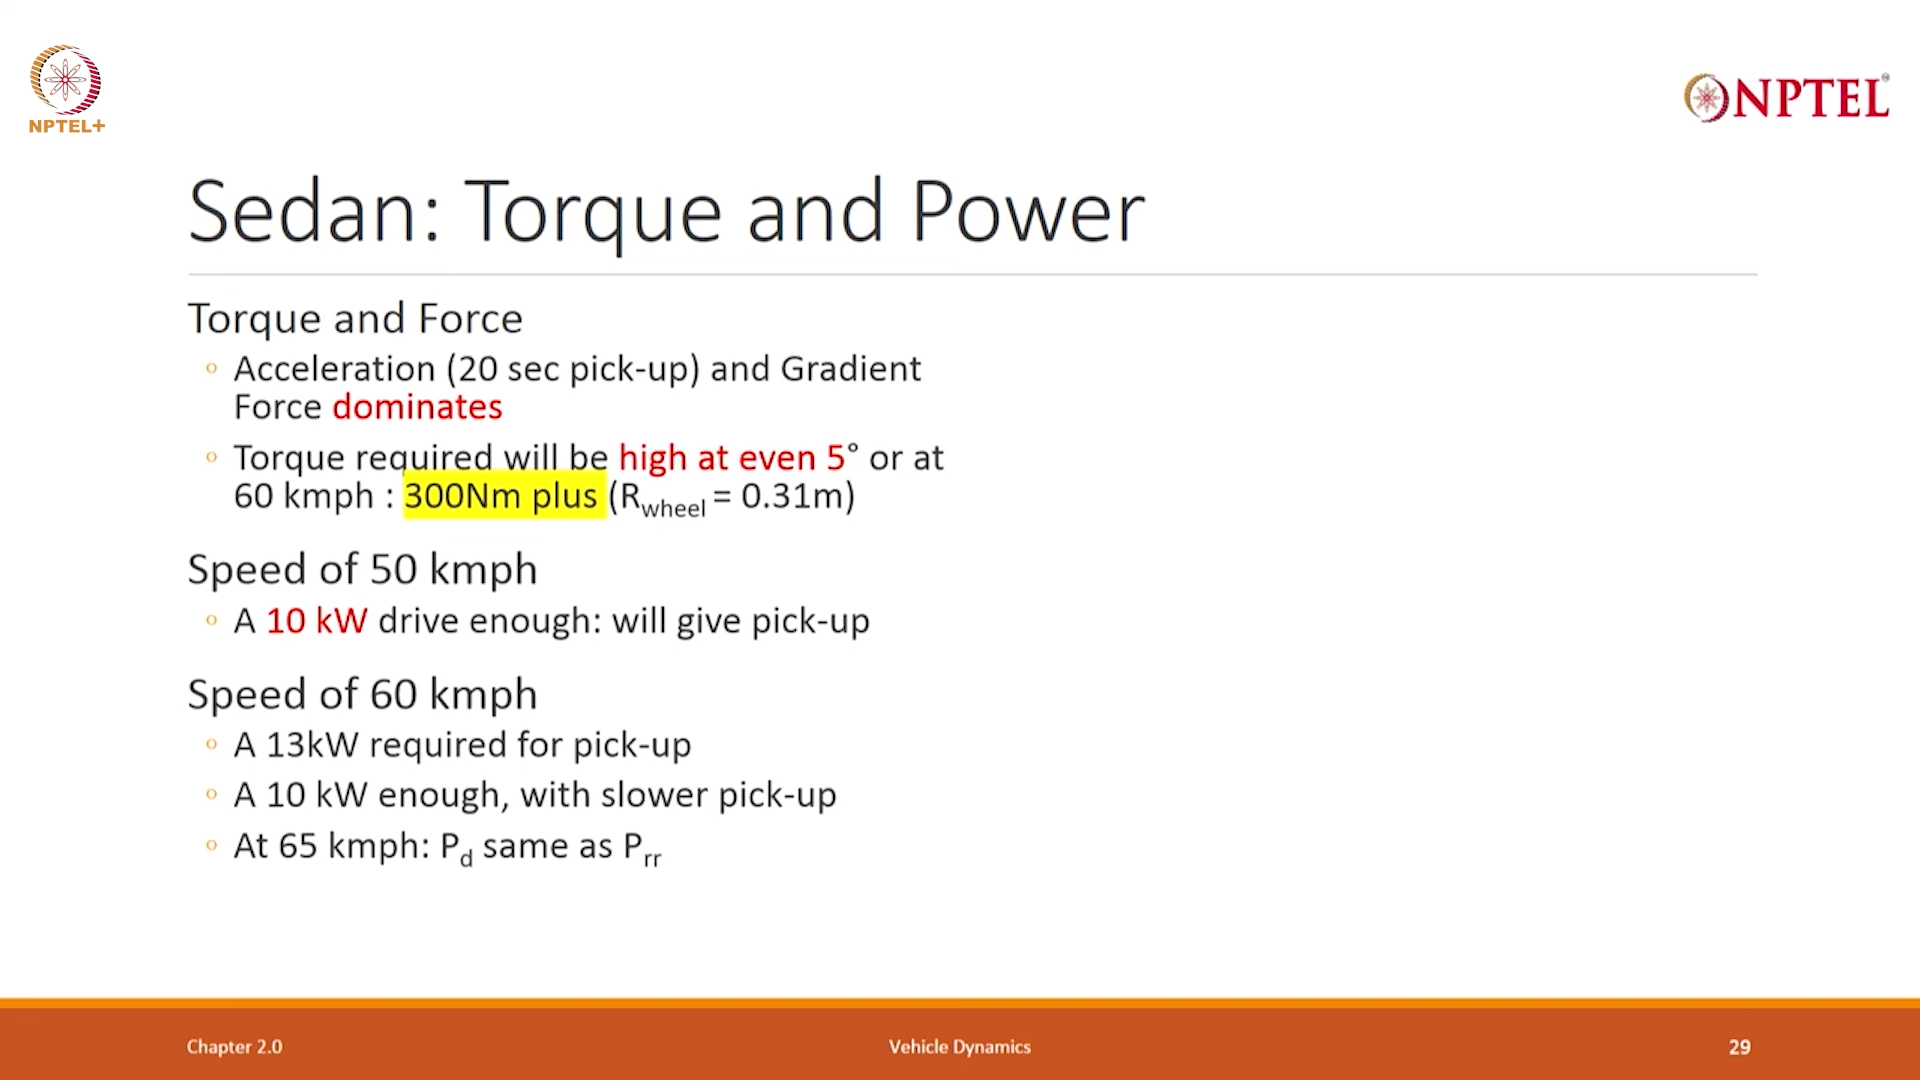 NPTEL+
NPTEL
Sedan: Torque and Power
Torque and Force
◦ Acceleration (20 sec pick-up) and Gradient
Force dominates
◦ Torque required will be high at even 5° or at
60 kmph : 300Nm plus (Rwheel = 0.31m)
Speed of 50 kmph
◦ A 10 kW drive enough: will give pick-up
Speed of 60 kmph
◦ A 13kW required for pick-up
◦ A 10 kW enough, with slower pick-up
◦ At 65 kmph: Pd same as Prr
Chapter 2.0
Vehicle Dynamics
29